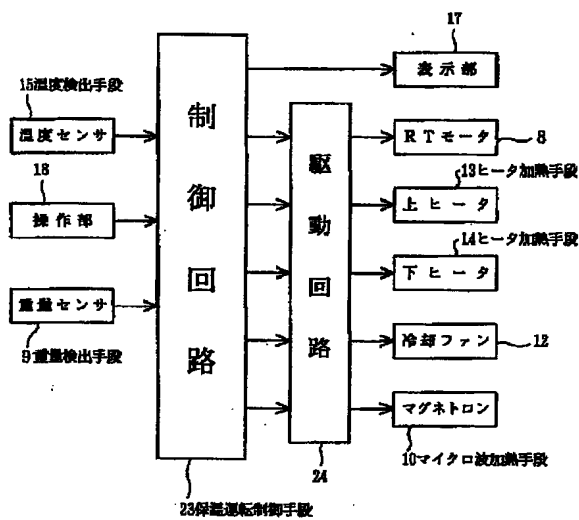 17
表示部
15温度検出手段
温度センサ
制御回路
駆動回路
RTモータ
8
13ヒータ加熱手段
上ヒータ
18
操作部
14ヒータ加熱手段
下ヒータ
重量センサ
9重量検出手段
冷却ファン
12
マグネトロン
10マイクロ波加熱手段
24
23保温運転制御手段